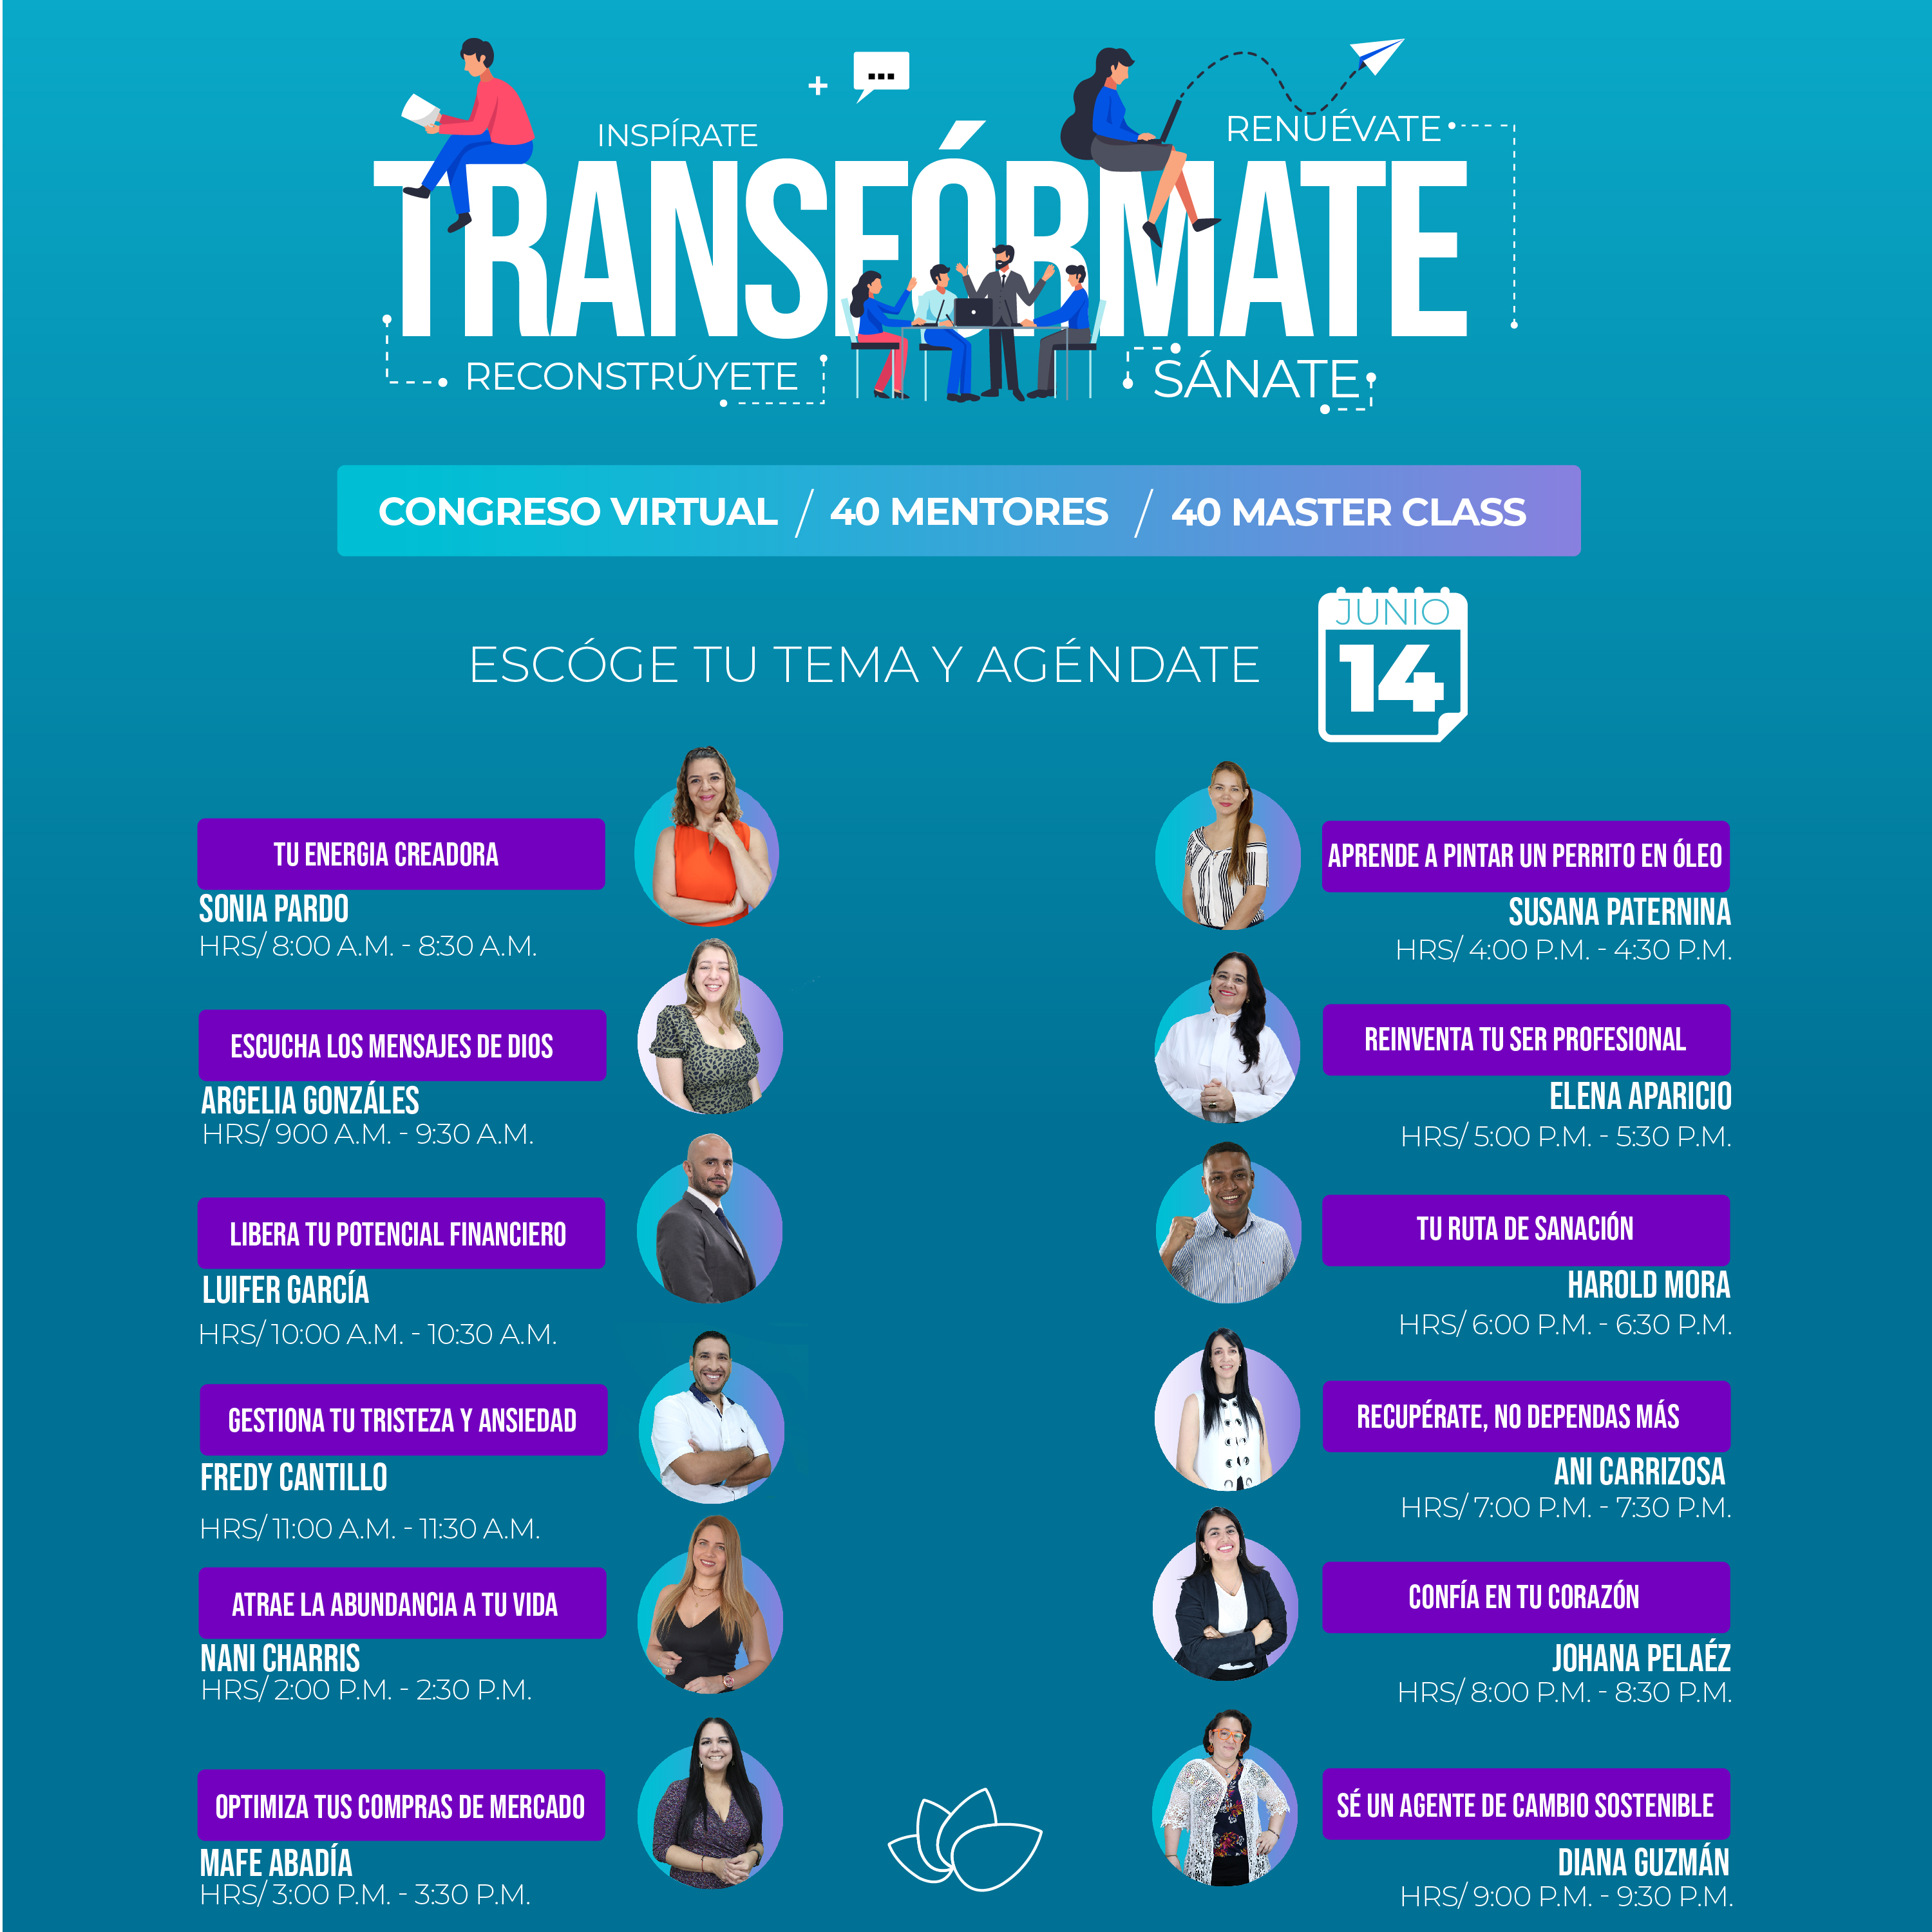 INSPÍRATE
RENUÉVATE
TRANSFÓRMATE
RECONSTRÚYETE
SÁNATE
CONGRESO VIRTUAL / 40 MENTORES / 40 MASTER CLASS
JUNIO
14
ESCÓGE TU TEMA Y AGÉNDATE
TU ENERGIA CREADORA
SONIA PARDO
HRS/ 8:00 A.M. - 8:30 A.M.
ESCUCHA LOS MENSAJES DE DIOS
ARGELIA GONZÁLES
HRS/ 900 A.M. - 9:30 A.M.
LIBERA TU POTENCIAL FINANCIERO
LUIFER GARCÍA
HRS/ 10:00 A.M. - 10:30 A.M.
GESTIONA TU TRISTEZA Y ANSIEDAD
FREDY CANTILLO
HRS/ 11:00 A.M. - 11:30 A.M.
ATRAE LA ABUNDANCIA A TU VIDA
NANI CHARRIS
HRS/ 2:00 P.M. - 2:30 P.M.
OPTIMIZA TUS COMPRAS DE MERCADO
MAFE ABADÍA
HRS/ 3:00 P.M. - 3:30 P.M.
APRENDE A PINTAR UN PERRITO EN ÓLEO
SUSANA PATERNINA
HRS/ 4:00 P.M. - 4:30 P.M.
REINVENTA TU SER PROFESIONAL
ELENA APARICIO
HRS/ 5:00 P.M. - 5:30 P.M.
TU RUTA DE SANACIÓN
HAROLD MORA
HRS/ 6:00 P.M. - 6:30 P.M.
RECUPÉRATE, NO DEPENDAS MÁS
ANI CARRIZOSA
HRS/ 7:00 P.M. - 7:30 P.M.
CONFÍA EN TU CORAZÓN
JOHANA PELAÉZ
HRS/ 8:00 P.M. - 8:30 P.M.
SÉ UN AGENTE DE CAMBIO SOSTENIBLE
DIANA GUZMÁN
HRS/ 9:00 P.M. - 9:30 P.M.